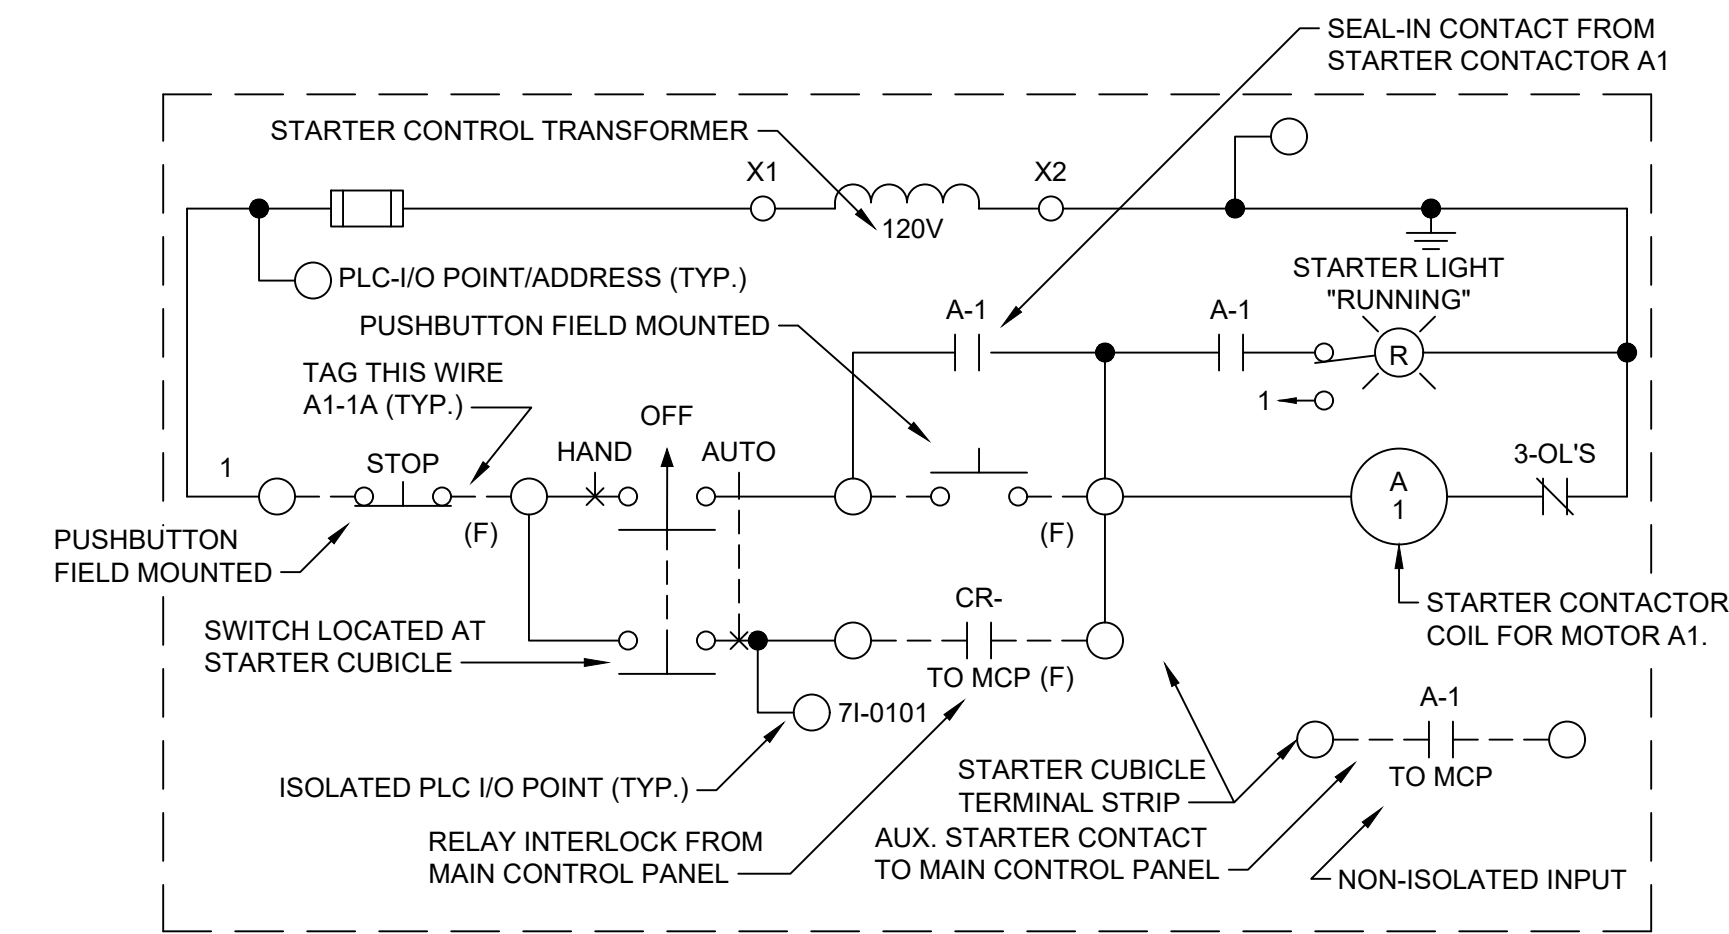 SEAL-IN CONTACT FROM
STARTER CONTACTOR A1
STARTER CONTROL TRANSFORMER
X1
X2
120V
PLC-I/O POINT/ADDRESS (TYP.)
STARTER LIGHT
"RUNNING"
A-1
A-1
PUSHBUTTON FIELD MOUNTED
R
TAG THIS WIRE
A1-1A (TYP.)
1
OFF
HAND
AUTO
1
STOP
3-OL'S
A
1
(F)
(F)
PUSHBUTTON
FIELD MOUNTED
CR-
TO MCP (F)
STARTER CONTACTOR
COIL FOR MOTOR A1.
SWITCH LOCATED AT
STARTER CUBICLE
7I-0101
A-1
TO MCP
ISOLATED PLC I/O POINT (TYP.)
STARTER CUBICLE
TERMINAL STRIP
RELAY INTERLOCK FROM
MAIN CONTROL PANEL
AUX. STARTER CONTACT
TO MAIN CONTROL PANEL
NON-ISOLATED INPUT